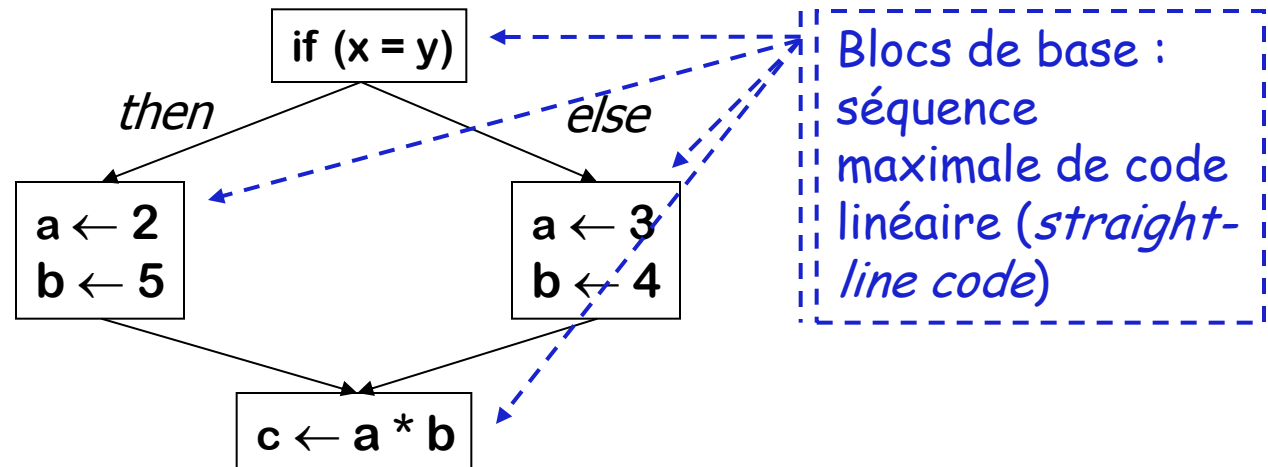 if (x = y)
then
else
a ← 2
b ← 5
a ← 3
b ← 4
c ← a * b
Blocs de base :
séquence
maximale de code
linéaire (straight-
line code)